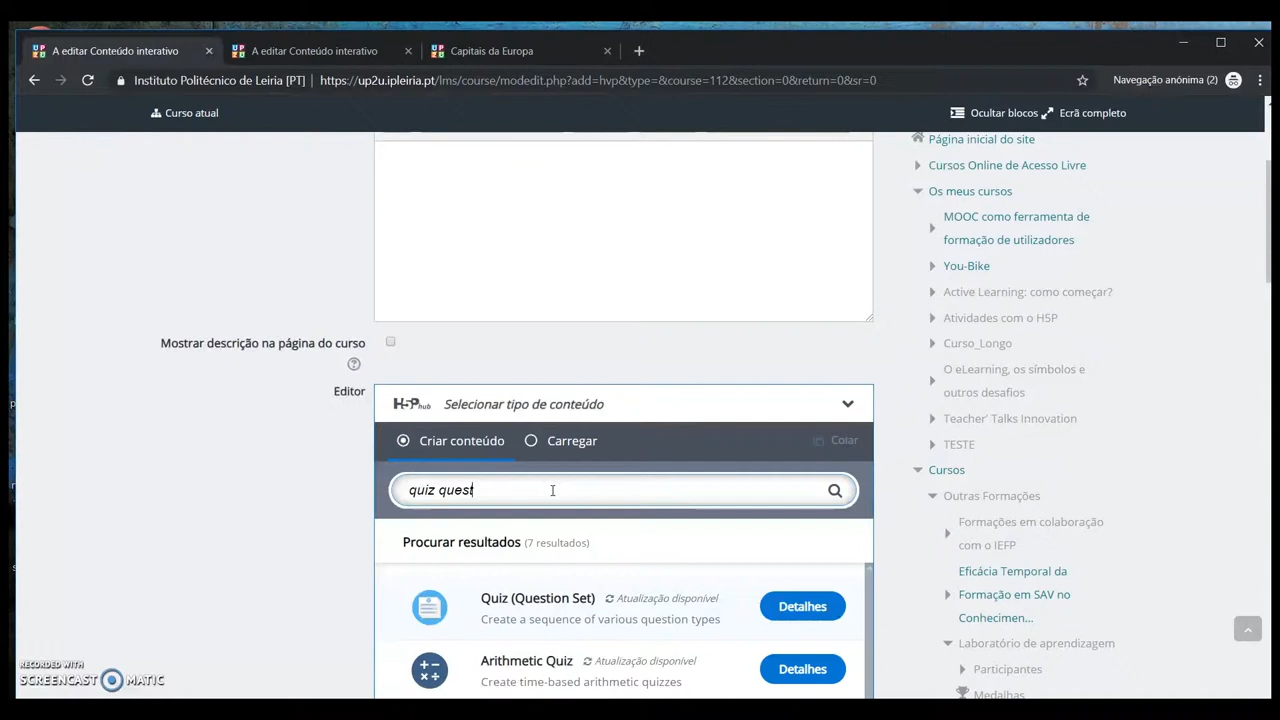 A editar Conteúdo interativo
A editar Conteúdo interativo
Capitais da Europa
Instituto Politécnico de Leiria [PT] https://up2u.ipleiria.pt/lms/course/modedit.php?add=hvp&type=&course=112&section=0&return=0&sr=0
Navegação anónima (2)
Curso atual
Ocultar blocos
Ecrã completo
Mostrar descrição na página do curso
Editor
H5P hub Selecionar tipo de conteúdo
Criar conteúdo
Carregar
Colar
quiz quest
Procurar resultados (7 resultados)
Quiz (Question Set) Atualização disponível
Create a sequence of various question types
Detalhes
Arithmetic Quiz Atualização disponível
Create time-based arithmetic quizzes
Detalhes
Página inicial do site
Cursos Online de Acesso Livre
Os meus cursos
MOOC como ferramenta de
formação de utilizadores
You-Bike
Active Learning: como começar?
Atividades com o H5P
Curso_Longo
O eLearning, os símbolos e
outros desafios
Teacher' Talks Innovation
TESTE
Cursos
Outras Formações
Formações em colaboração
com o IEFP
Eficácia Temporal da
Formação em SAV no
Conhecimen...
Laboratório de aprendizagem
Participantes
Medalhas
RECORDED WITH
SCREENCAST MATIC